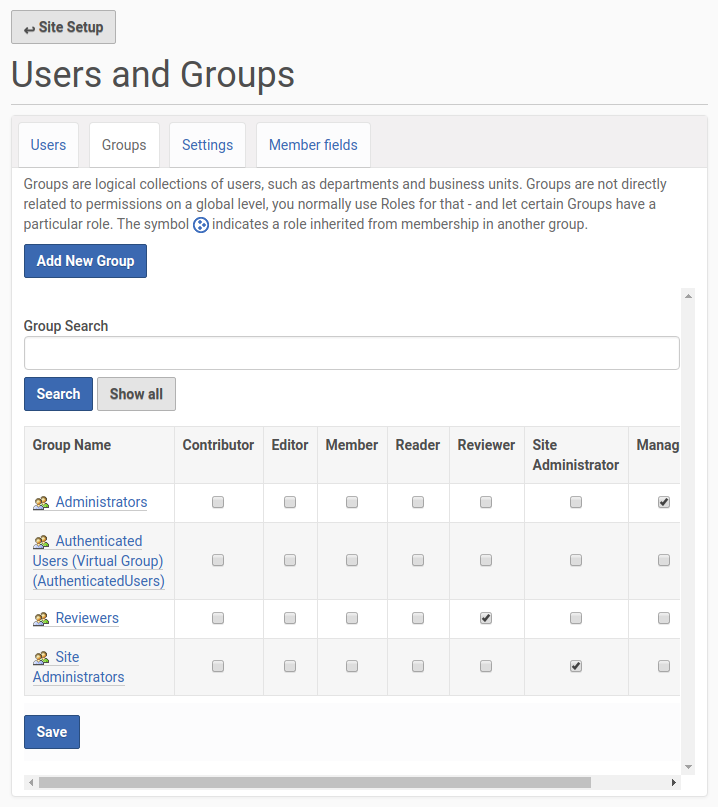 Site Setup
Users and Groups
Users Groups Settings Member fields
Groups are logical collections of users, such as departments and business units. Groups are not directly
related to permissions on a global level, you normally use Roles for that - and let certain Groups have a
particular role. The symbol indicates a role inherited from membership in another group.
Add New Group
Group Search
Search Show all
Group Name Contributor Editor Member Reader Reviewer Site Manag
Administrator
Administrators
Authenticated
Users (Virtual Group)
(AuthenticatedUsers)
Reviewers
Site
Administrators
Save